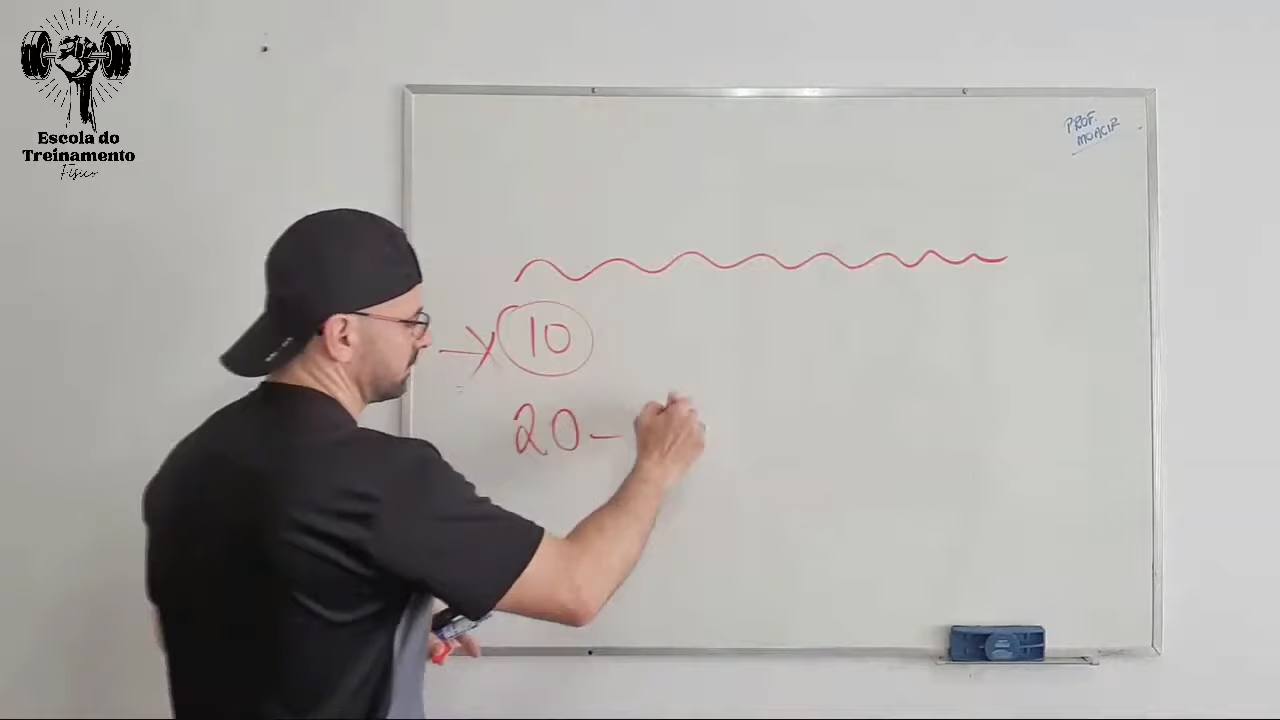 Escola do
Treinamento
Físico
PROF.
MOACIR
10
20-